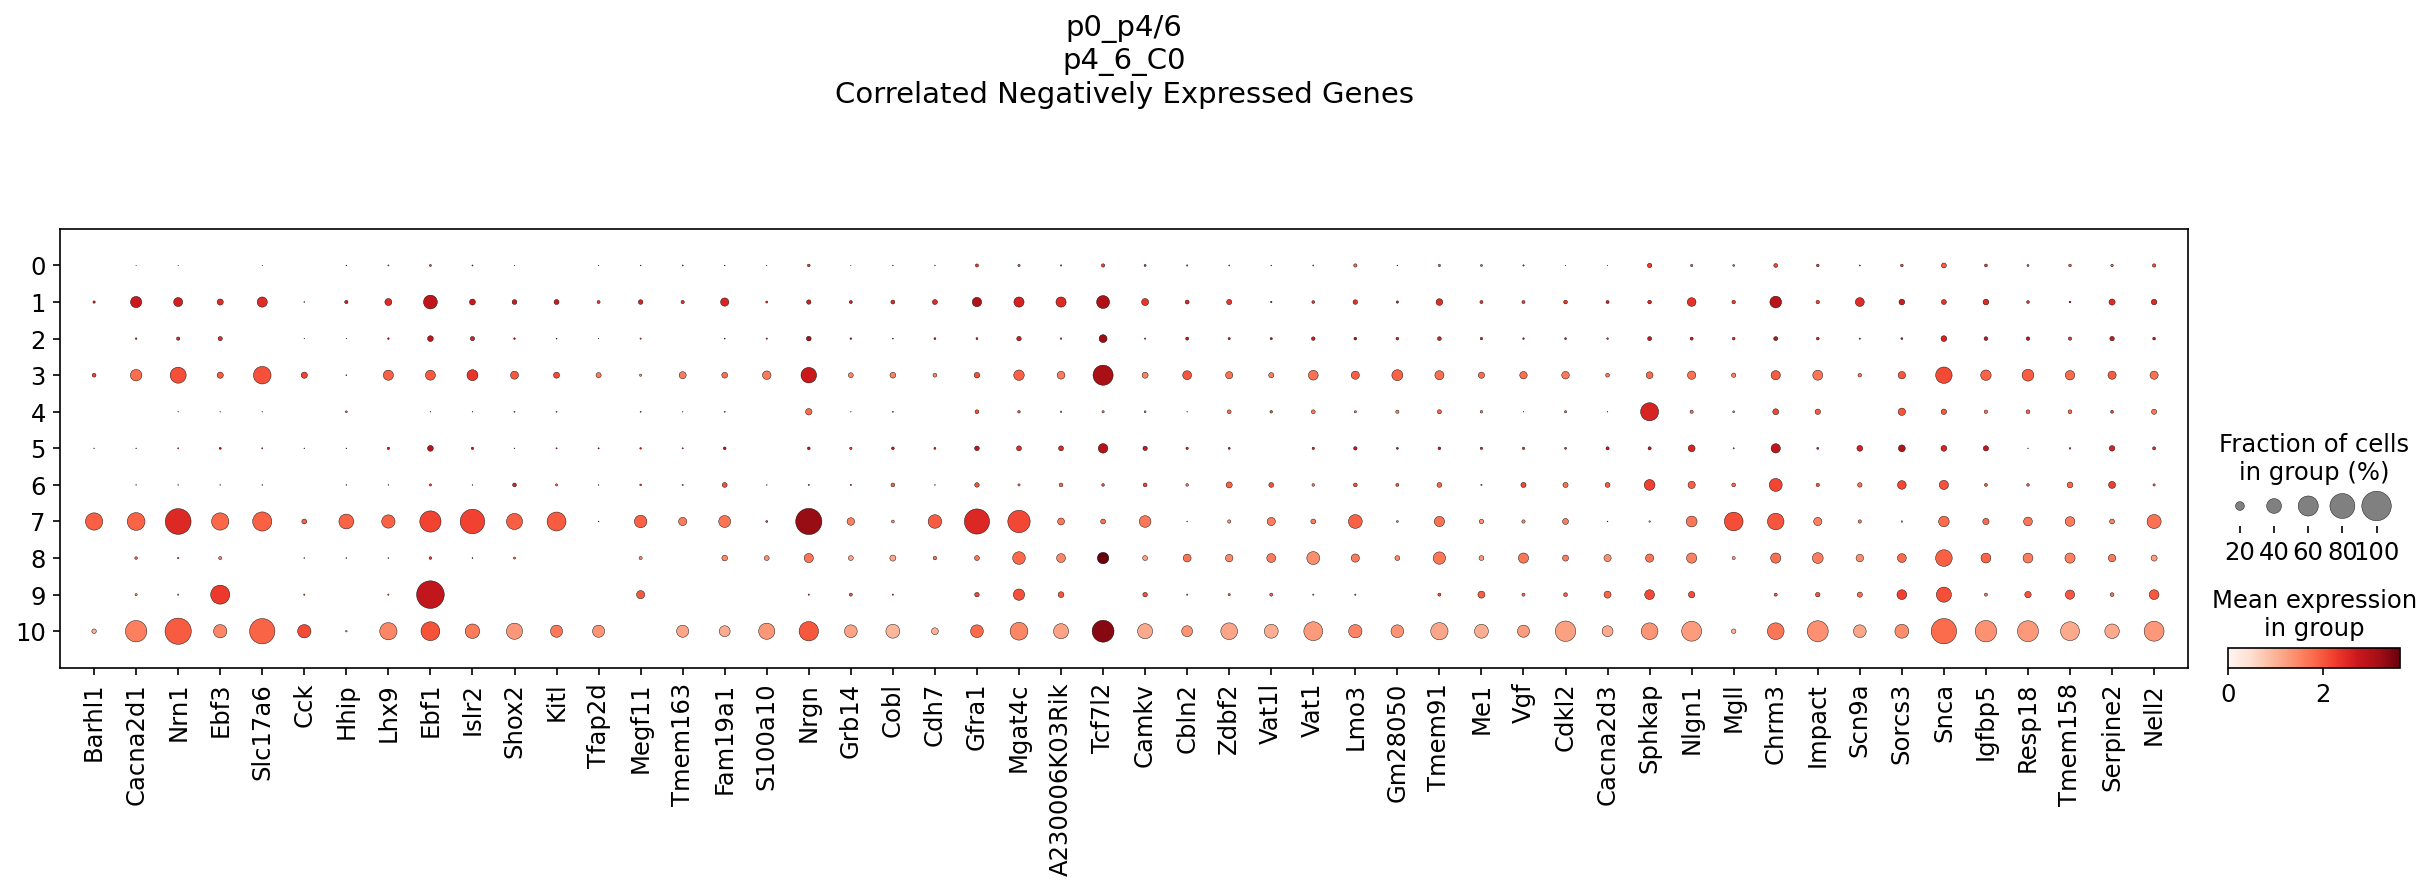 p0_p4/6
p4_6_C0
Correlated Negatively Expressed Genes
0
1
2
3
4
5
6
7
8
9
10
Barhl1
Cacna2d1
Nrn1
Ebf3
Slc17a6
Cck
Hhip
Lhx9
Ebf1
Islr2
Shox2
Kitl
Tfap2d
Megf11
Tmem163
Fam19a1
S100a10
Nrgn
Grb14
Cobl
Cdh7
Gfra1
Mgat4c
A230006K03Rik
Tcf7l2
Camkv
Cbln2
Zdbf2
Vat1l
Vat1
Lmo3
Gm28050
Tmem91
Me1
Vgf
Cdkl2
Cacna2d3
Sphkap
Nlgn1
Mgll
Chrm3
Impact
Scn9a
Sorcs3
Snca
Igfbp5
Resp18
Tmem158
Serpine2
Nell2
Fraction of cells
in group (%)
20 40 60 80 100
Mean expression
in group
0 2